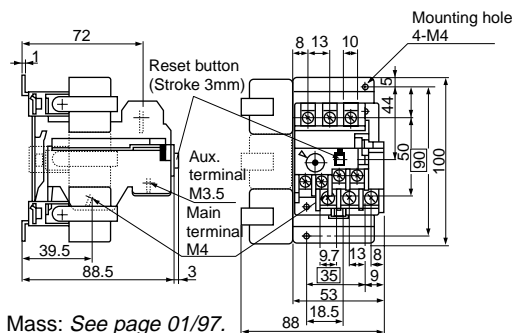 72
1
Reset button
(Stroke 3mm)
Aux.
terminal
M3.5
Main
terminal
M4
39.5
88.5
3
Mounting hole
4-M4
8 13 10
5
44
50
90
100
9.7 13 8
35 9
53
18.5
88
Mass: See page 01/97.